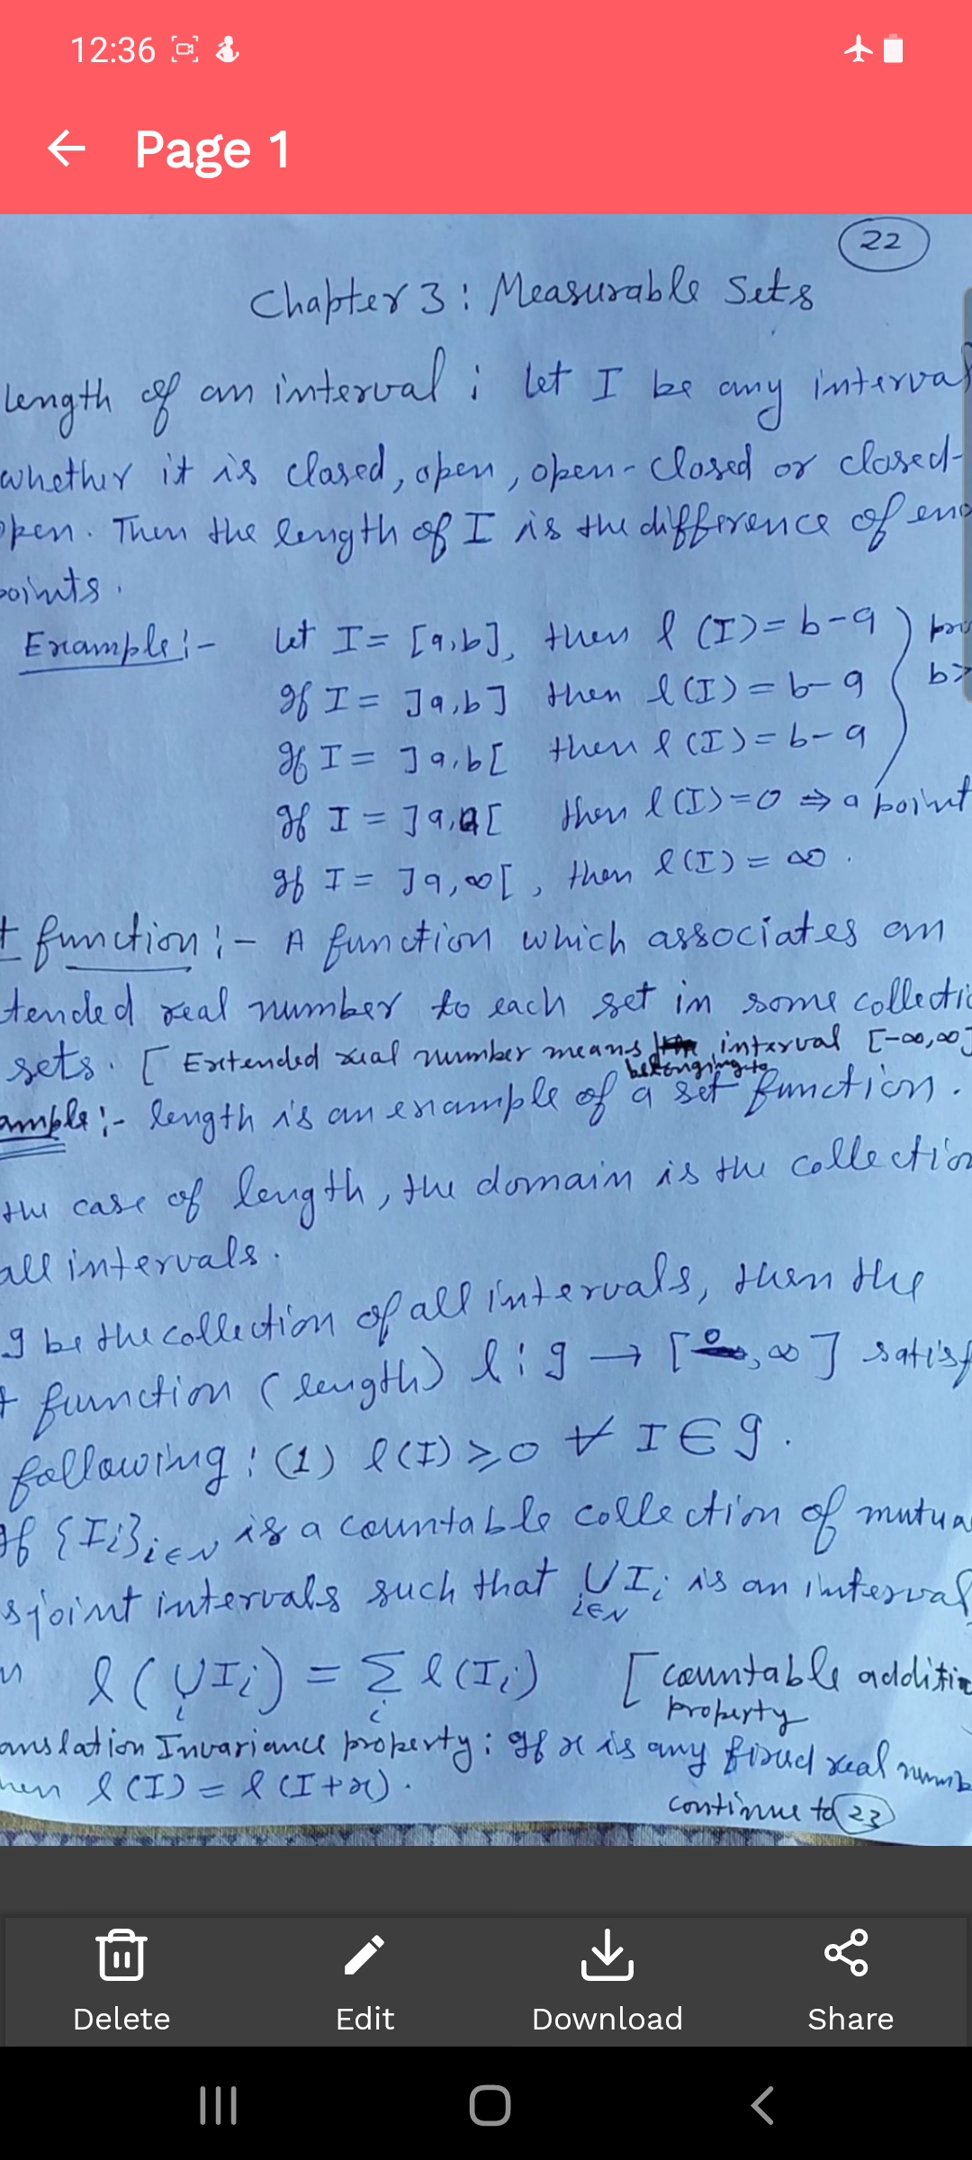 12:36
Page 1
22
Chapter 3 : Measurable Sets
Length of an interval : Let I be any interval
whether it is closed, open, open-closed or closed-
pen. Then the length of I is the difference of end
points.
Example :- Let I = [a,b], then l (I) = b-a
If I = ]a,b] then l(I) = b-a b>
If I = ]a,b[ then l (I) = b-a
If I = ]a,a[ then l(I)=0 ⇒ a point
If I = ]a,∞[ , then l(I) = ∞ .
t function :- A function which associates an
tended real number to each set in some collectio
sets. [ Extended real number means belonging to interval [-∞,∞]
ample :- length is an example of a set function.
the case of length, the domain is the collection
all intervals.
g be the collection of all intervals, then the
t function (length) l : g → [0,∞] satisf
following : (1) l(I) ≥ 0 ∀ I ∈ g .
If {Ii}i∈N is a countable collection of mutua
sjoint intervals such that ∪ Ii is an interval
i∈N
n l(∪Ii) = Σ l(Ii) [ countable additi
i i property
anslation Invariance property : If x is any fixed real numb
hen l(I) = l(I+x) .
continue to 23
Delete Edit Download Share